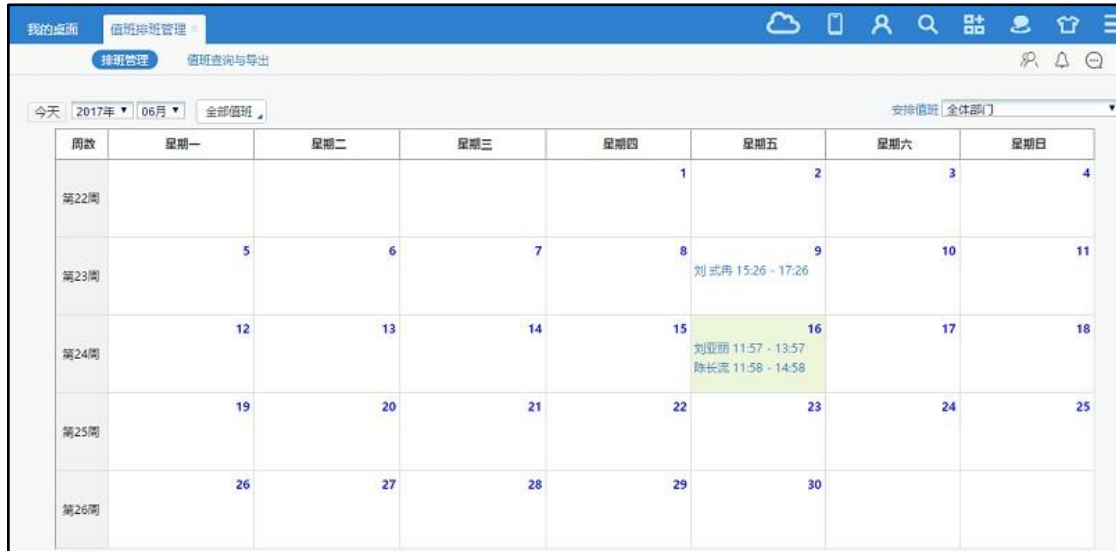 我的桌面 值班排班管理 ×
排班管理 值班查询与导出
今天 2017年 06月 全部值班 安排值班 全体部门
周数 星期一 星期二 星期三 星期四 星期五 星期六 星期日
第22周 1 2 3 4
第23周 5 6 7 8 9 10 11
刘式冉 15:26 - 17:26
第24周 12 13 14 15 16 17 18
刘亚丽 11:57 - 13:57
陈长流 11:58 - 14:58
第25周 19 20 21 22 23 24 25
第26周 26 27 28 29 30